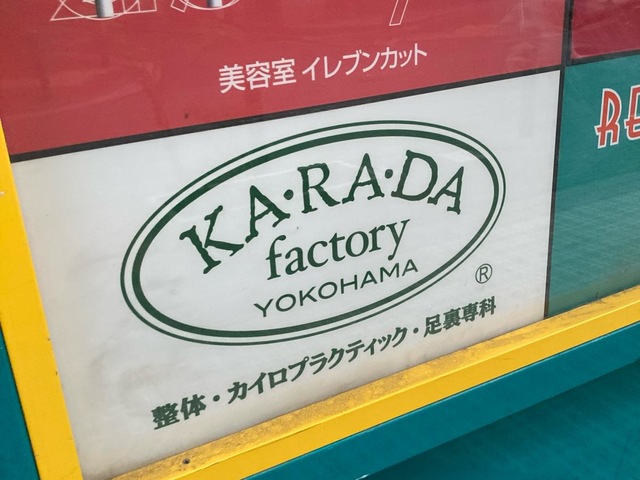 美容室 イレブンカット
KA·RA·DA
factory
YOKOHAMA
®
整体・カイロプラクティック・足裏専科
RE